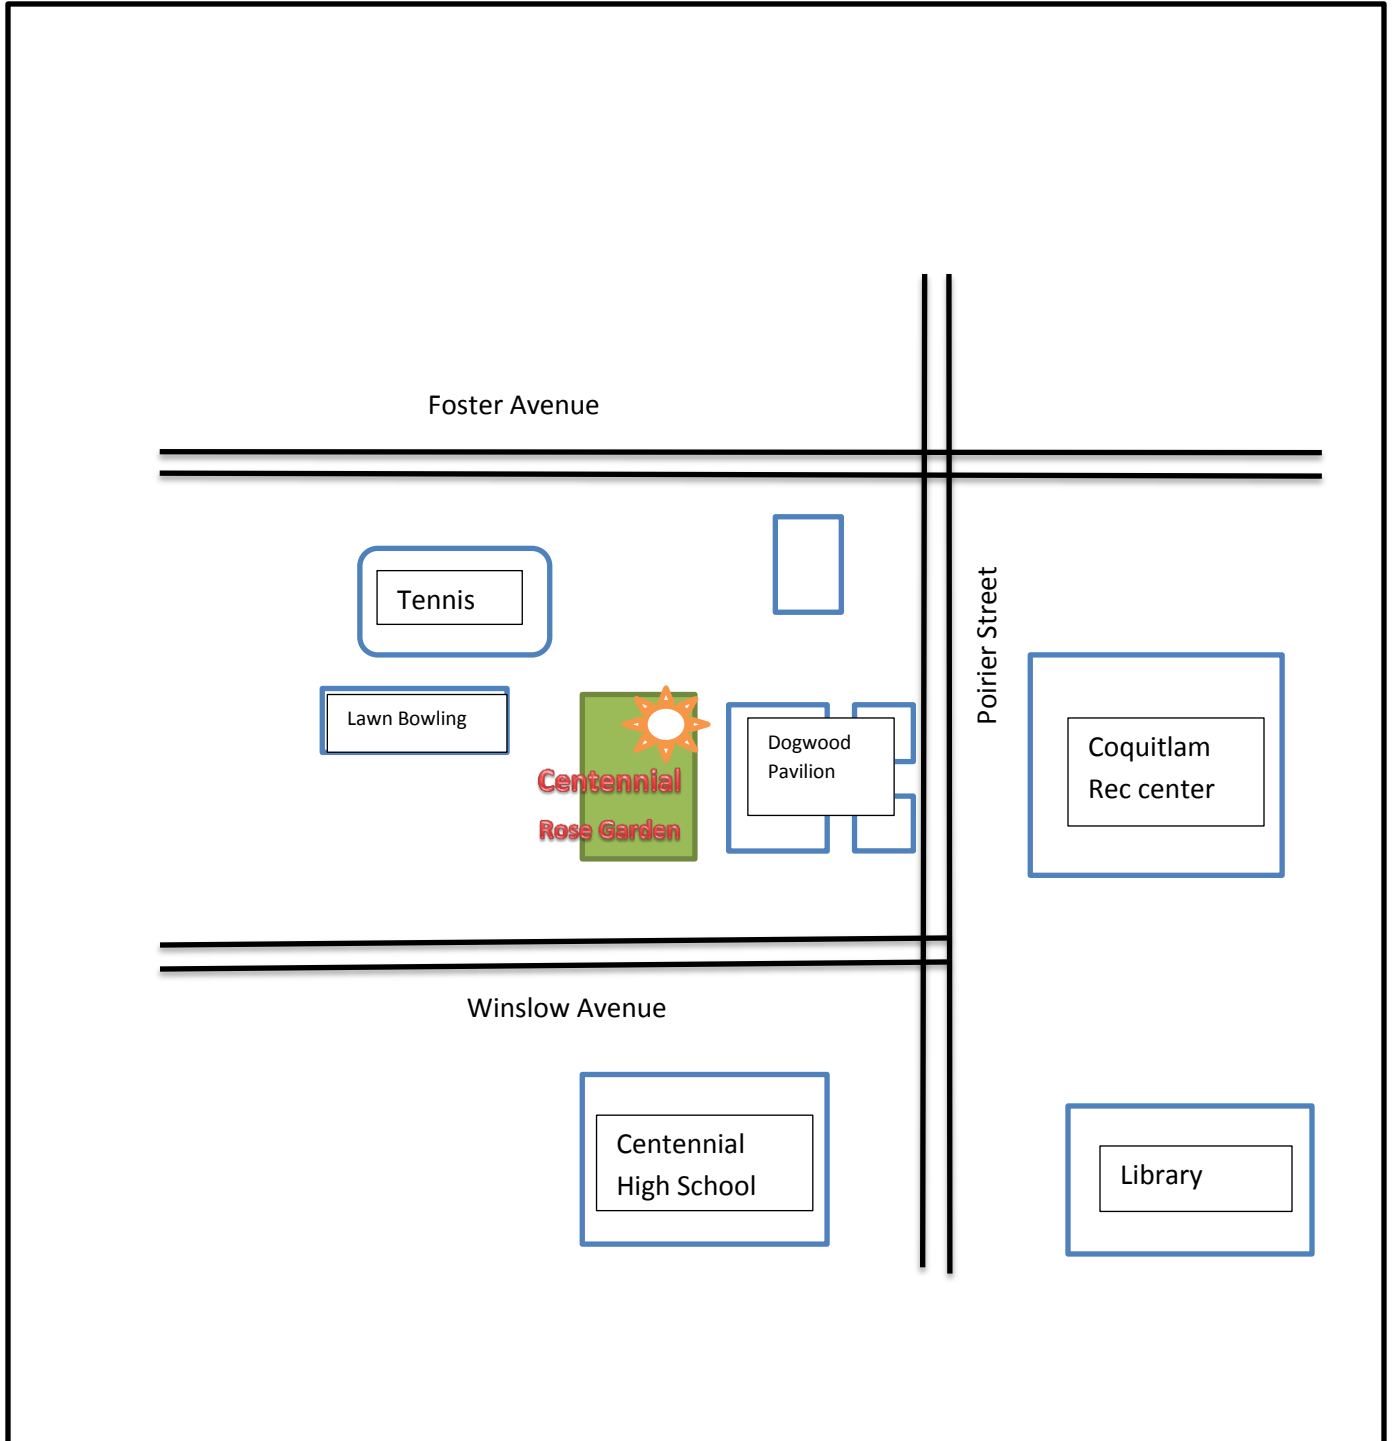 Foster Avenue
Tennis
Poirier Street
Lawn Bowling
Dogwood
Pavilion
Coquitlam
Rec center
Centennial
Rose Garden
Winslow Avenue
Centennial
High School
Library